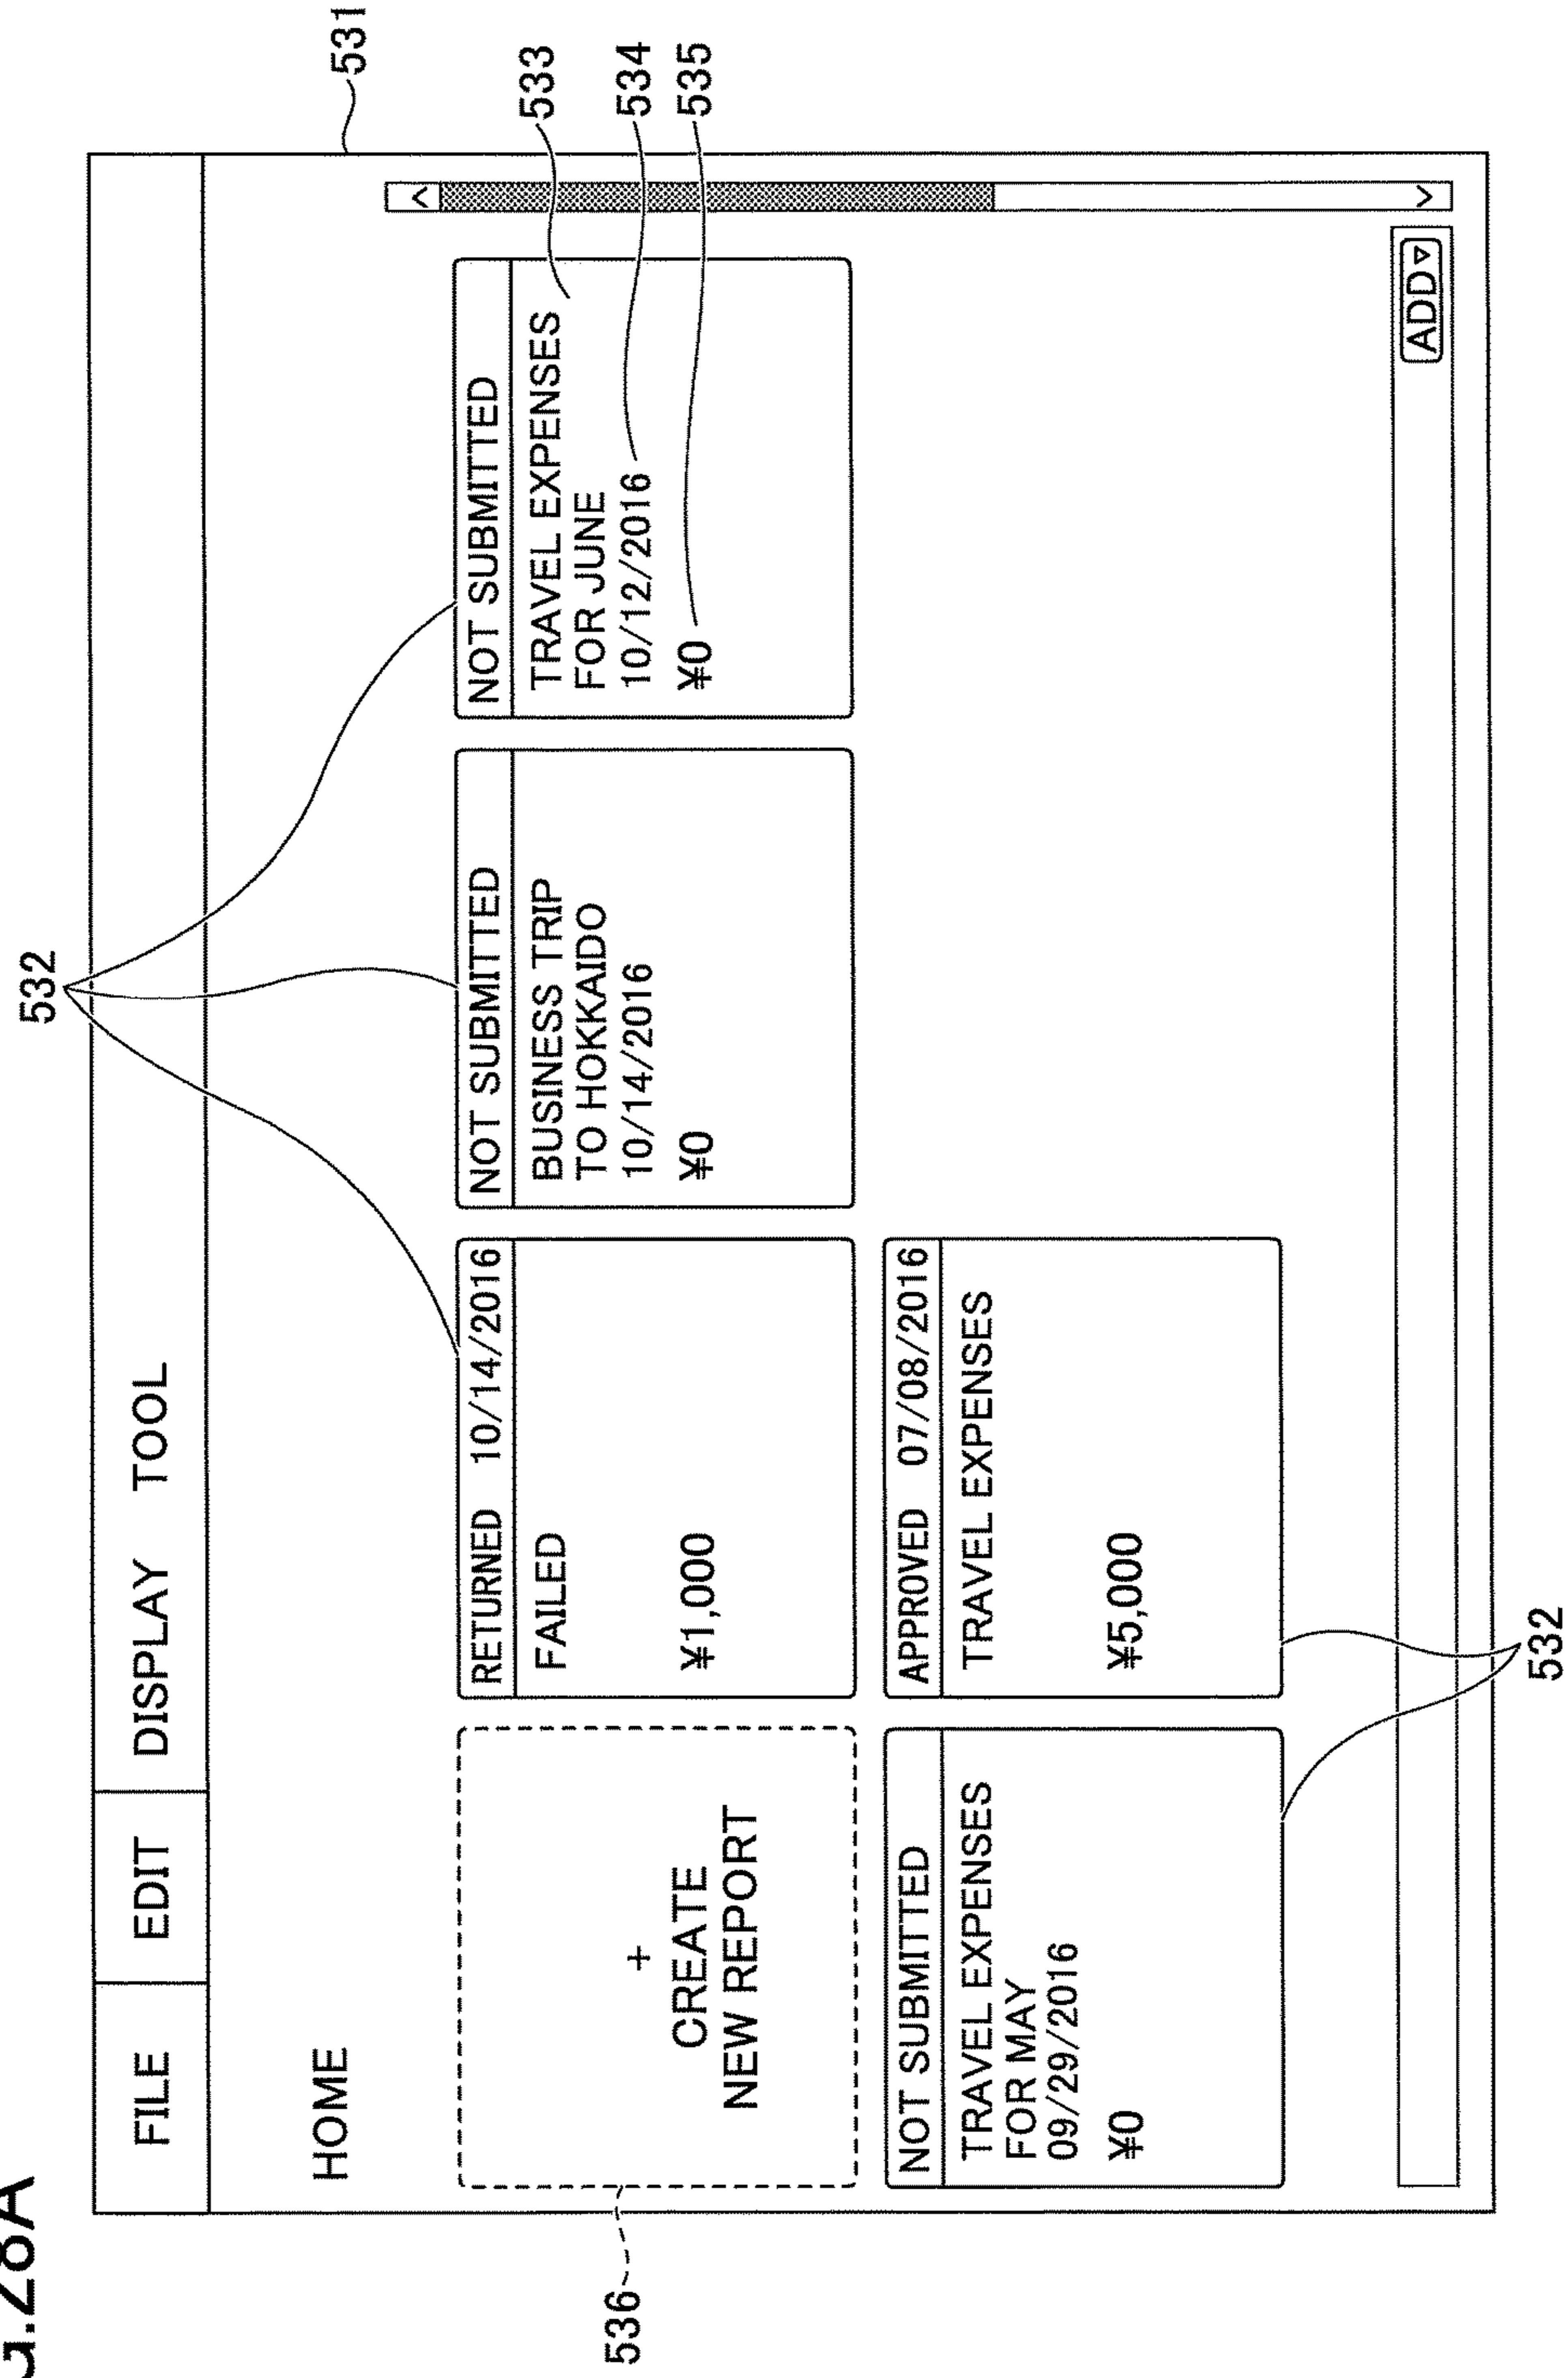 G.28A
532
FILE EDIT DISPLAY TOOL
531
HOME
536
+
CREATE
NEW REPORT
RETURNED 10/14/2016
FAILED
¥1,000
NOT SUBMITTED
BUSINESS TRIP
TO HOKKAIDO
10/14/2016
¥0
NOT SUBMITTED
TRAVEL EXPENSES
FOR JUNE
10/12/2016
¥0
533
534
535
NOT SUBMITTED
TRAVEL EXPENSES
FOR MAY
09/29/2016
¥0
APPROVED 07/08/2016
TRAVEL EXPENSES
¥5,000
ADD
532